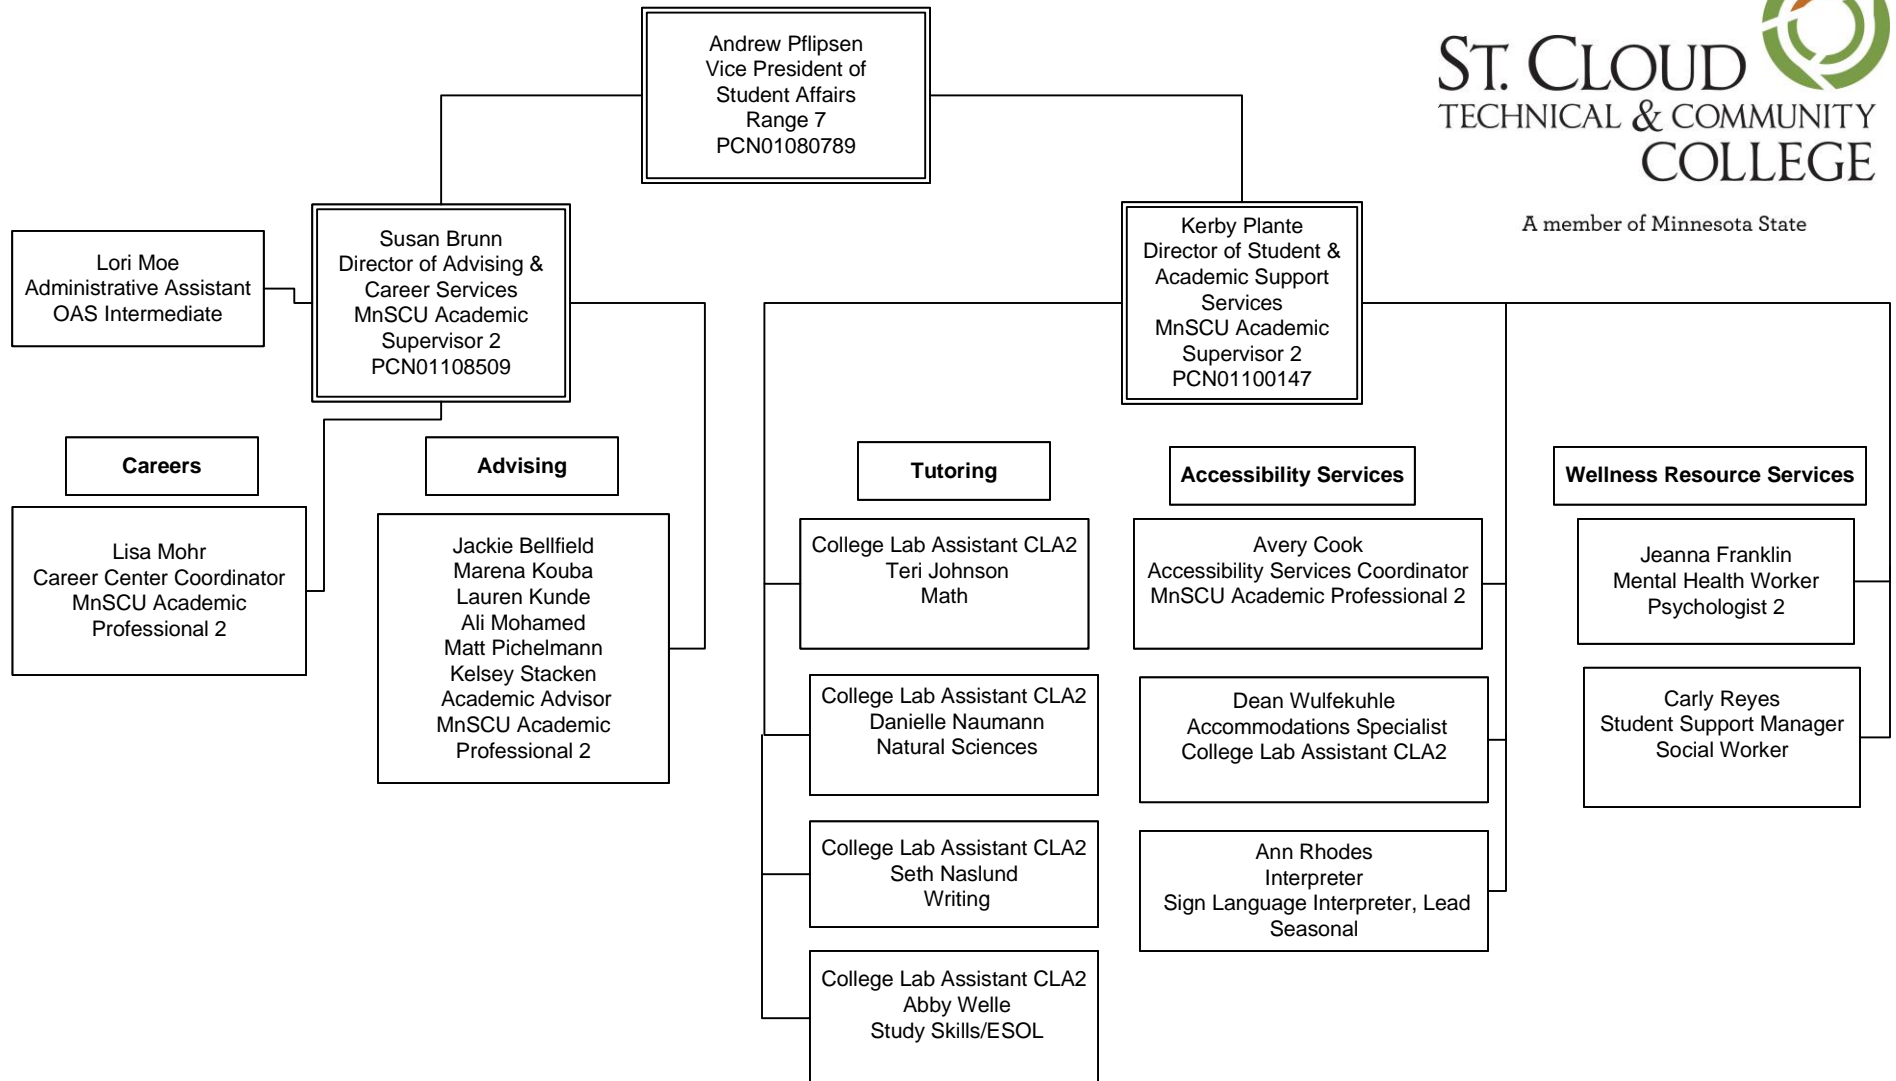 Andrew Pflipsen
Vice President of
Student Affairs
Range 7
PCN01080789
ST. CLOUD
TECHNICAL & COMMUNITY
COLLEGE
A member of Minnesota State
Lori Moe
Administrative Assistant
OAS Intermediate
Susan Brunn
Director of Advising &
Career Services
MnSCU Academic
Supervisor 2
PCN01108509
Kerby Plante
Director of Student &
Academic Support
Services
MnSCU Academic
Supervisor 2
PCN01100147
Careers
Lisa Mohr
Career Center Coordinator
MnSCU Academic
Professional 2
Advising
Jackie Bellfield
Marena Kouba
Lauren Kunde
Ali Mohamed
Matt Pichelmann
Kelsey Stacken
Academic Advisor
MnSCU Academic
Professional 2
Tutoring
College Lab Assistant CLA2
Teri Johnson
Math
College Lab Assistant CLA2
Danielle Naumann
Natural Sciences
College Lab Assistant CLA2
Seth Naslund
Writing
College Lab Assistant CLA2
Abby Welle
Study Skills/ESOL
Accessibility Services
Avery Cook
Accessibility Services Coordinator
MnSCU Academic Professional 2
Dean Wulfekuhle
Accommodations Specialist
College Lab Assistant CLA2
Ann Rhodes
Interpreter
Sign Language Interpreter, Lead
Seasonal
Wellness Resource Services
Jeanna Franklin
Mental Health Worker
Psychologist 2
Carly Reyes
Student Support Manager
Social Worker